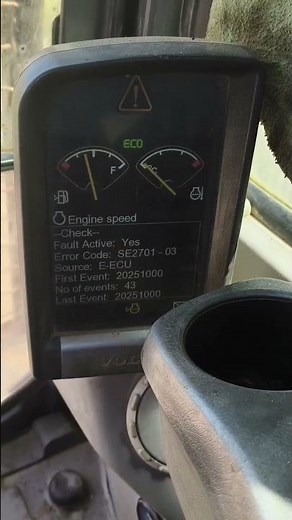 ECO
F
C
Engine speed
--Check--
Fault Active: Yes
Error Code: SE2701 - 03
Source: E-ECU
First Event: 20251000
No of events: 43
Last Event: 20251000